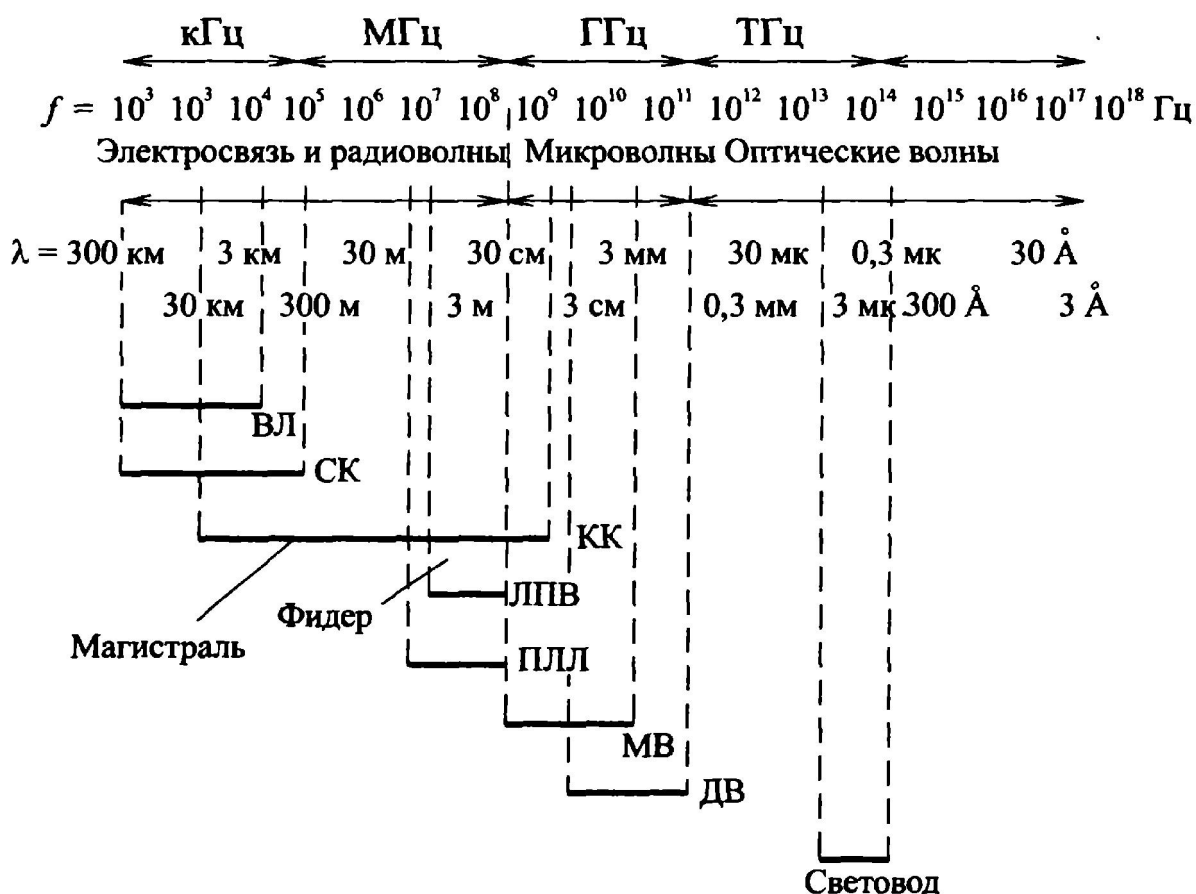 кГц МГц ГГц ТГц
f = 10³ 10³ 10⁴ 10⁵ 10⁶ 10⁷ 10⁸ 10⁹ 10¹⁰ 10¹¹ 10¹² 10¹³ 10¹⁴ 10¹⁵ 10¹⁶ 10¹⁷ 10¹⁸ Гц
Электросвязь и радиоволны Микроволны Оптические волны
λ = 300 км 3 км 30 м 30 см 3 мм 30 мк 0,3 мк 30 Å
30 км 300 м 3 м 3 см 0,3 мм 3 мк 300 Å 3 Å
ВЛ
СК
КК
ЛПВ
Фидер
Магистраль
ПЛЛ
МВ
ДВ
Световод